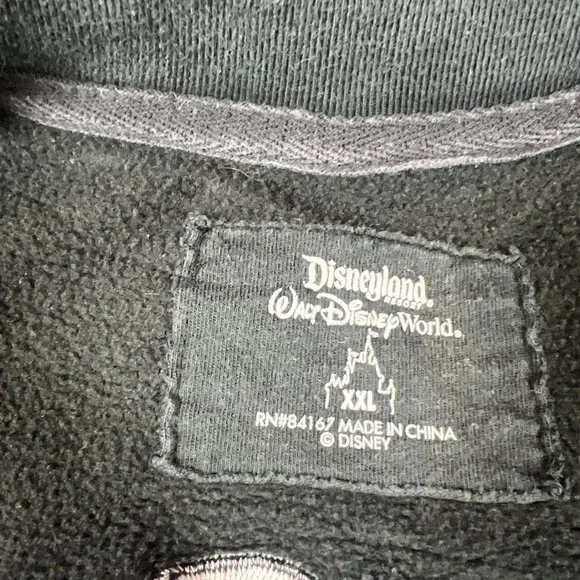 Disneyland
RESORT
WALT DISNEY World®
XXL
RN#84167 MADE IN CHINA
© DISNEY